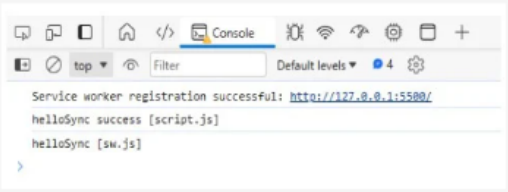 Console
top
Filter
Default levels
4
Service worker registration successful: http://127.0.0.1:5500/
helloSync success [script.js]
helloSync [sw.js]